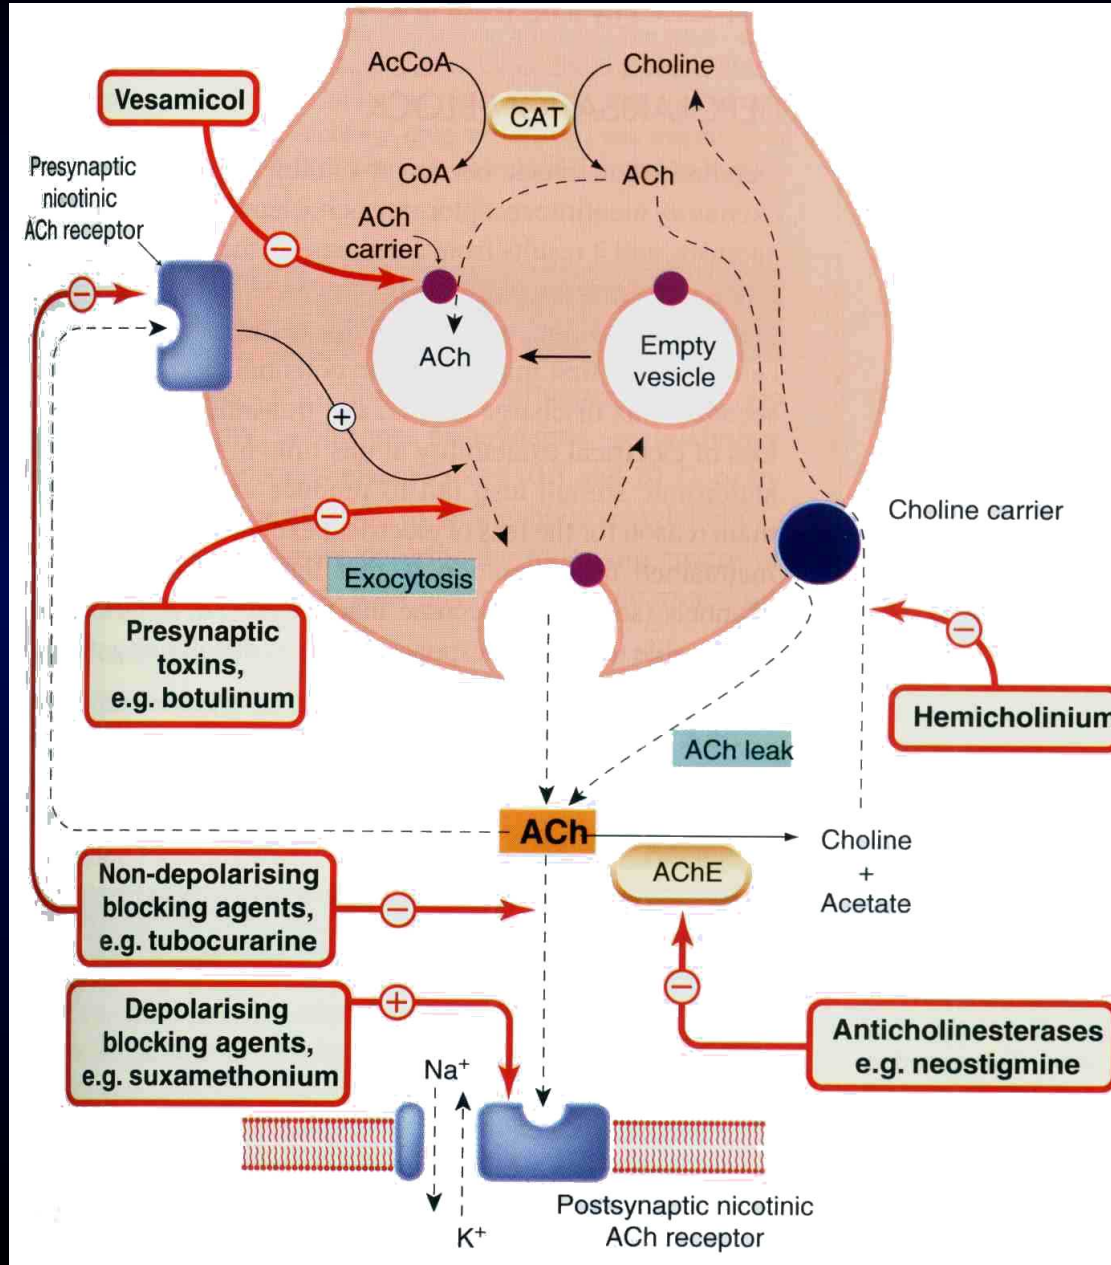 AcCoA
Choline
Vesamicol
CAT
Presynaptic
nicotinic
ACh receptor
CoA
ACh
ACh
carrier
ACh
Empty
vesicle
Choline carrier
Exocytosis
Presynaptic
toxins,
e.g. botulinum
Hemicholinium
ACh leak
ACh
Choline
+
Acetate
AChE
Non-depolarising
blocking agents,
e.g. tubocurarine
Depolarising
blocking agents,
e.g. suxamethonium
Anticholinesterases
e.g. neostigmine
Na⁺
K⁺
Postsynaptic nicotinic
ACh receptor